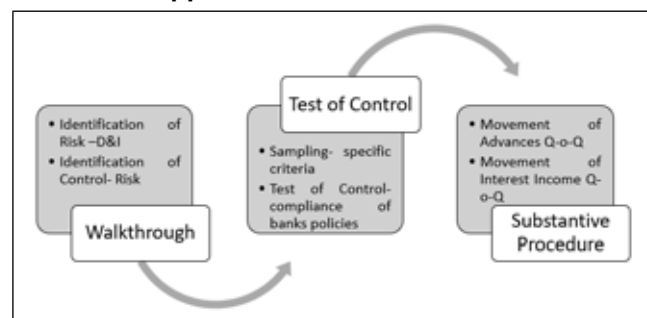 • Identification of
Risk –D&I
• Identification of
Control- Risk
Walkthrough
Test of Control
• Sampling- specific
criteria
• Test of Control-
compliance of
banks policies
• Movement of
Advances Q-o-Q
• Movement of
Interest Income Q-
o-Q
Substantive
Procedure